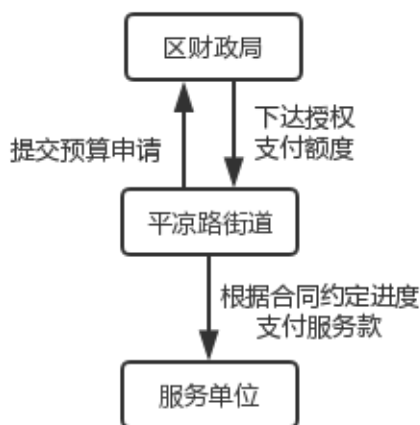 区财政局
提交预算申请
下达授权
支付额度
平凉路街道
根据合同约定进度
支付服务款
服务单位